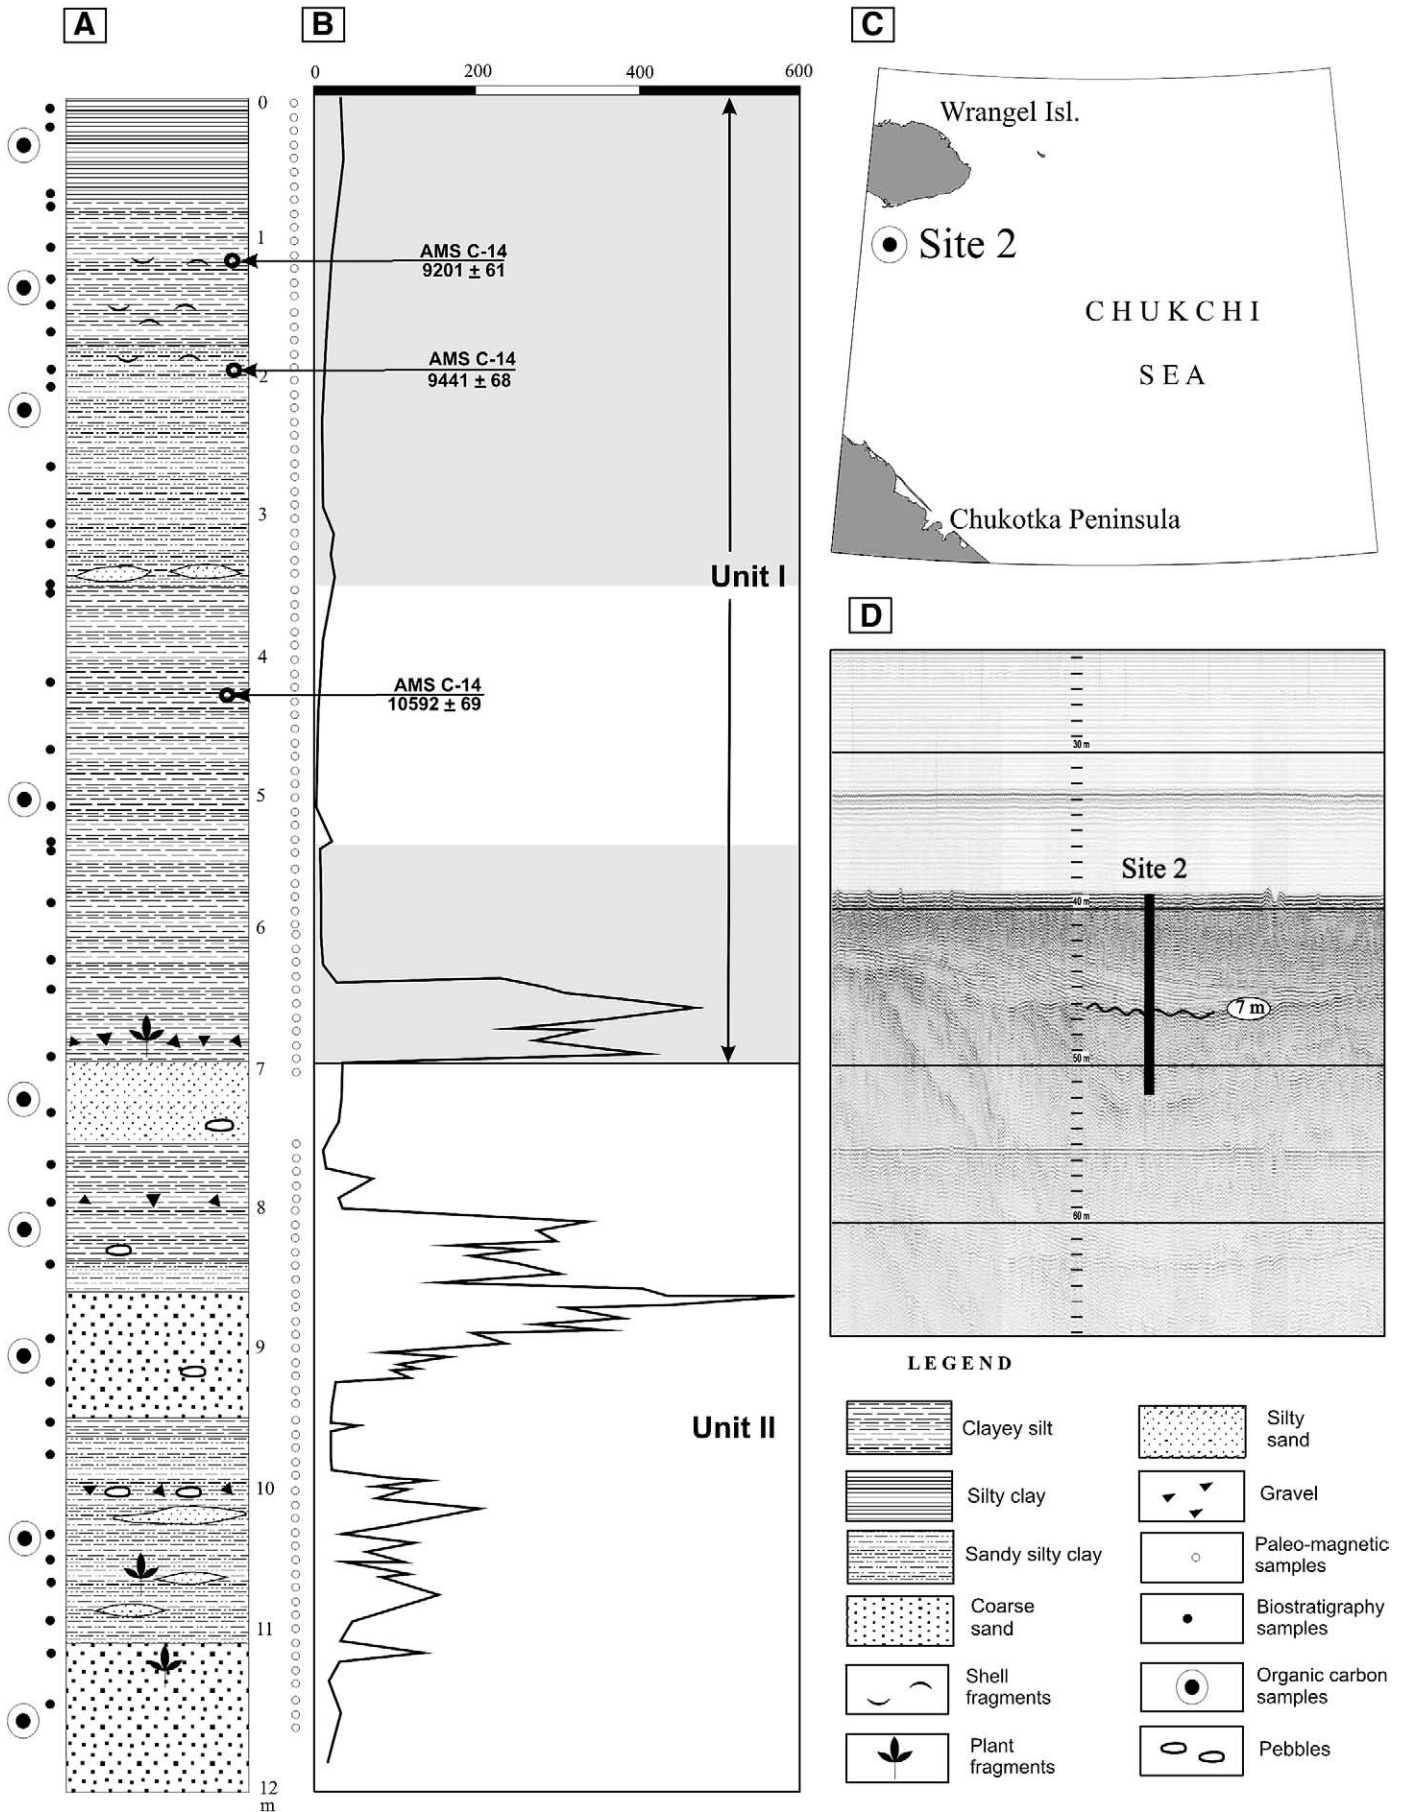 A
B
C
0
200
400
600
0
1
2
3
4
5
6
7
8
9
10
11
12
m
AMS C-14
9201 ± 61
AMS C-14
9441 ± 68
AMS C-14
10592 ± 69
Unit I
Unit II
Wrangel Isl.
Site 2
CHUKCHI
SEA
Chukotka Peninsula
D
30 m
Site 2
40 m
7 m
50 m
60 m
LEGEND
Clayey silt
Silty clay
Sandy silty clay
Coarse
sand
Shell
fragments
Plant
fragments
Silty
sand
Gravel
Paleo-magnetic
samples
Biostratigraphy
samples
Organic carbon
samples
Pebbles